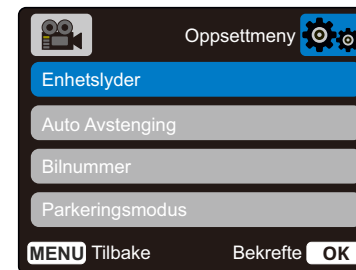 Oppsettmeny
Enhetslyder
Auto Avstenging
Bilnummer
Parkeringsmodus
MENU Tilbake Bekrefte OK